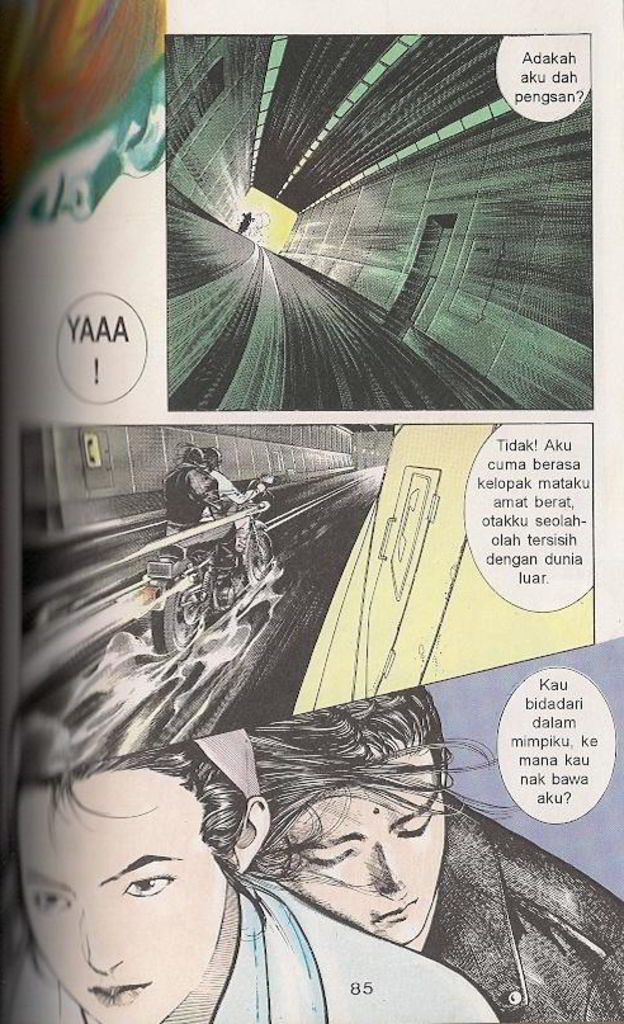 Adakah
aku dah
pengsan?
YAAA
!
Tidak! Aku
cuma berasa
kelopak mataku
amat berat,
otakku seolah-
olah tersisih
dengan dunia
luar.
Kau
bidadari
dalam
mimpiku, ke
mana kau
nak bawa
aku?
85